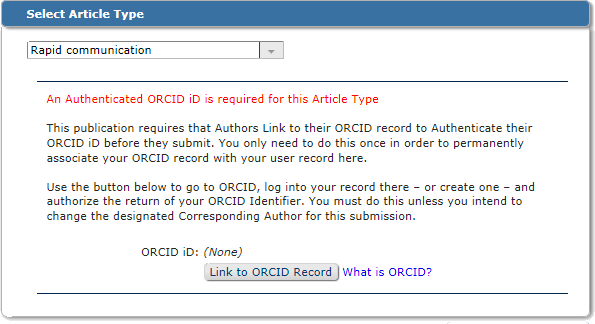 Select Article Type
Rapid communication
An Authenticated ORCID iD is required for this Article Type
This publication requires that Authors Link to their ORCID record to Authenticate their
ORCID iD before they submit. You only need to do this once in order to permanently
associate your ORCID record with your user record here.
Use the button below to go to ORCID, log into your record there – or create one – and
authorize the return of your ORCID Identifier. You must do this unless you intend to
change the designated Corresponding Author for this submission.
ORCID iD: (None)
Link to ORCID Record What is ORCID?